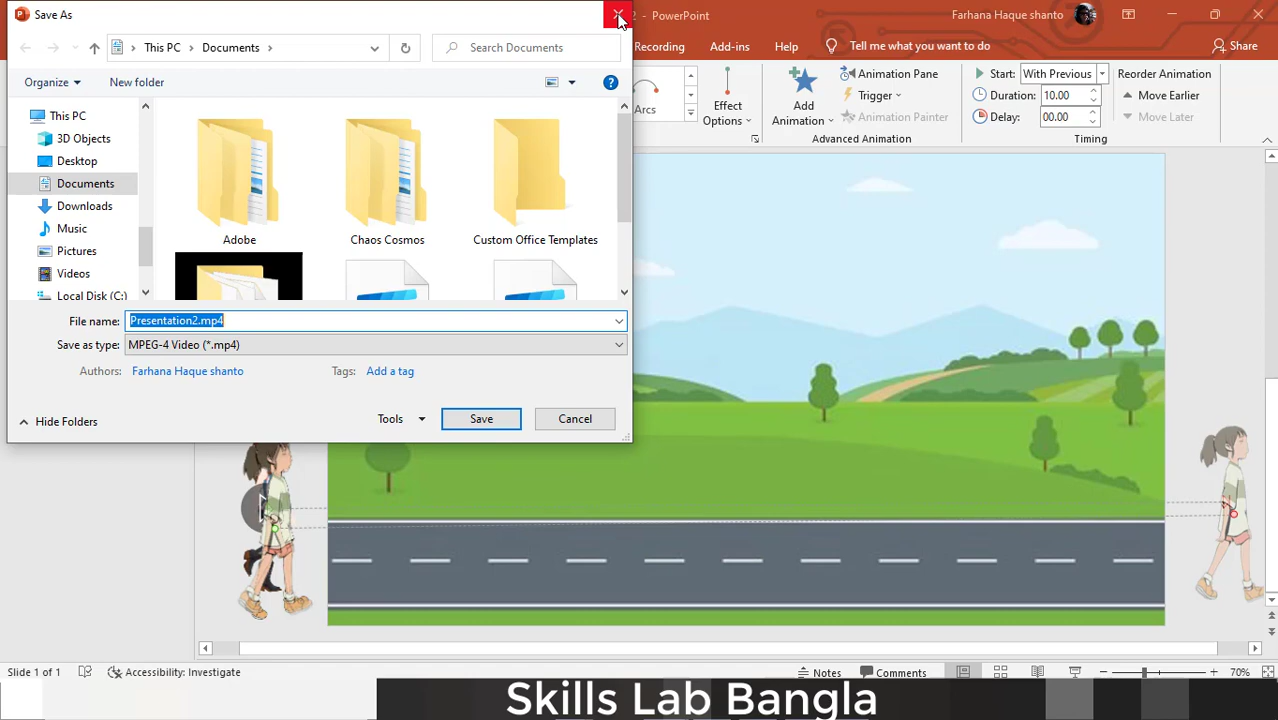 Save As
2 - PowerPoint
Farhana Haque shanto
This PC
Documents
Search Documents
Recording
Add-ins
Help
Tell me what you want to do
Share
Organize
New folder
Arcs
Effect
Options
Add
Animation
Animation Pane
Trigger
Animation Painter
Advanced Animation
Start:
With Previous
Duration:
10.00
Delay:
00.00
Timing
Reorder Animation
Move Earlier
Move Later
This PC
3D Objects
Desktop
Documents
Downloads
Music
Pictures
Videos
Local Disk (C:)
Adobe
Chaos Cosmos
Custom Office Templates
File name:
Presentation2.mp4
Save as type:
MPEG-4 Video (*.mp4)
Authors:
Farhana Haque shanto
Tags:
Add a tag
Hide Folders
Tools
Save
Cancel
Slide 1 of 1
Accessibility: Investigate
Notes
Comments
70%
Skills Lab Bangla